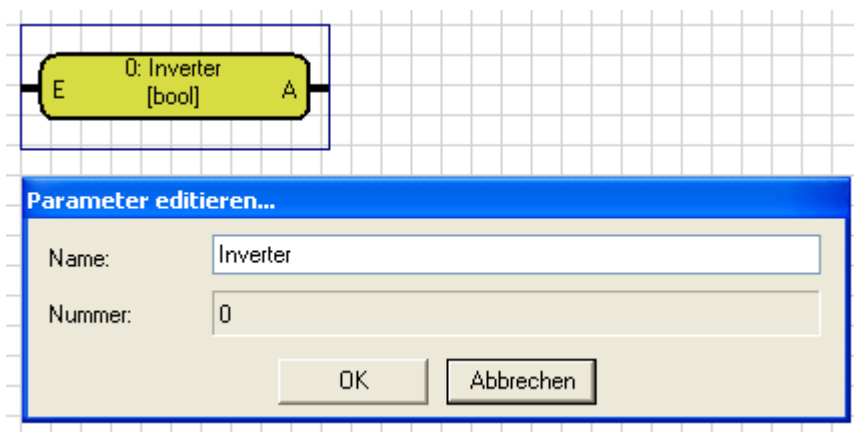 0: Inverter
E [bool] A
Parameter editieren...
Name: Inverter
Nummer: 0
OK Abbrechen